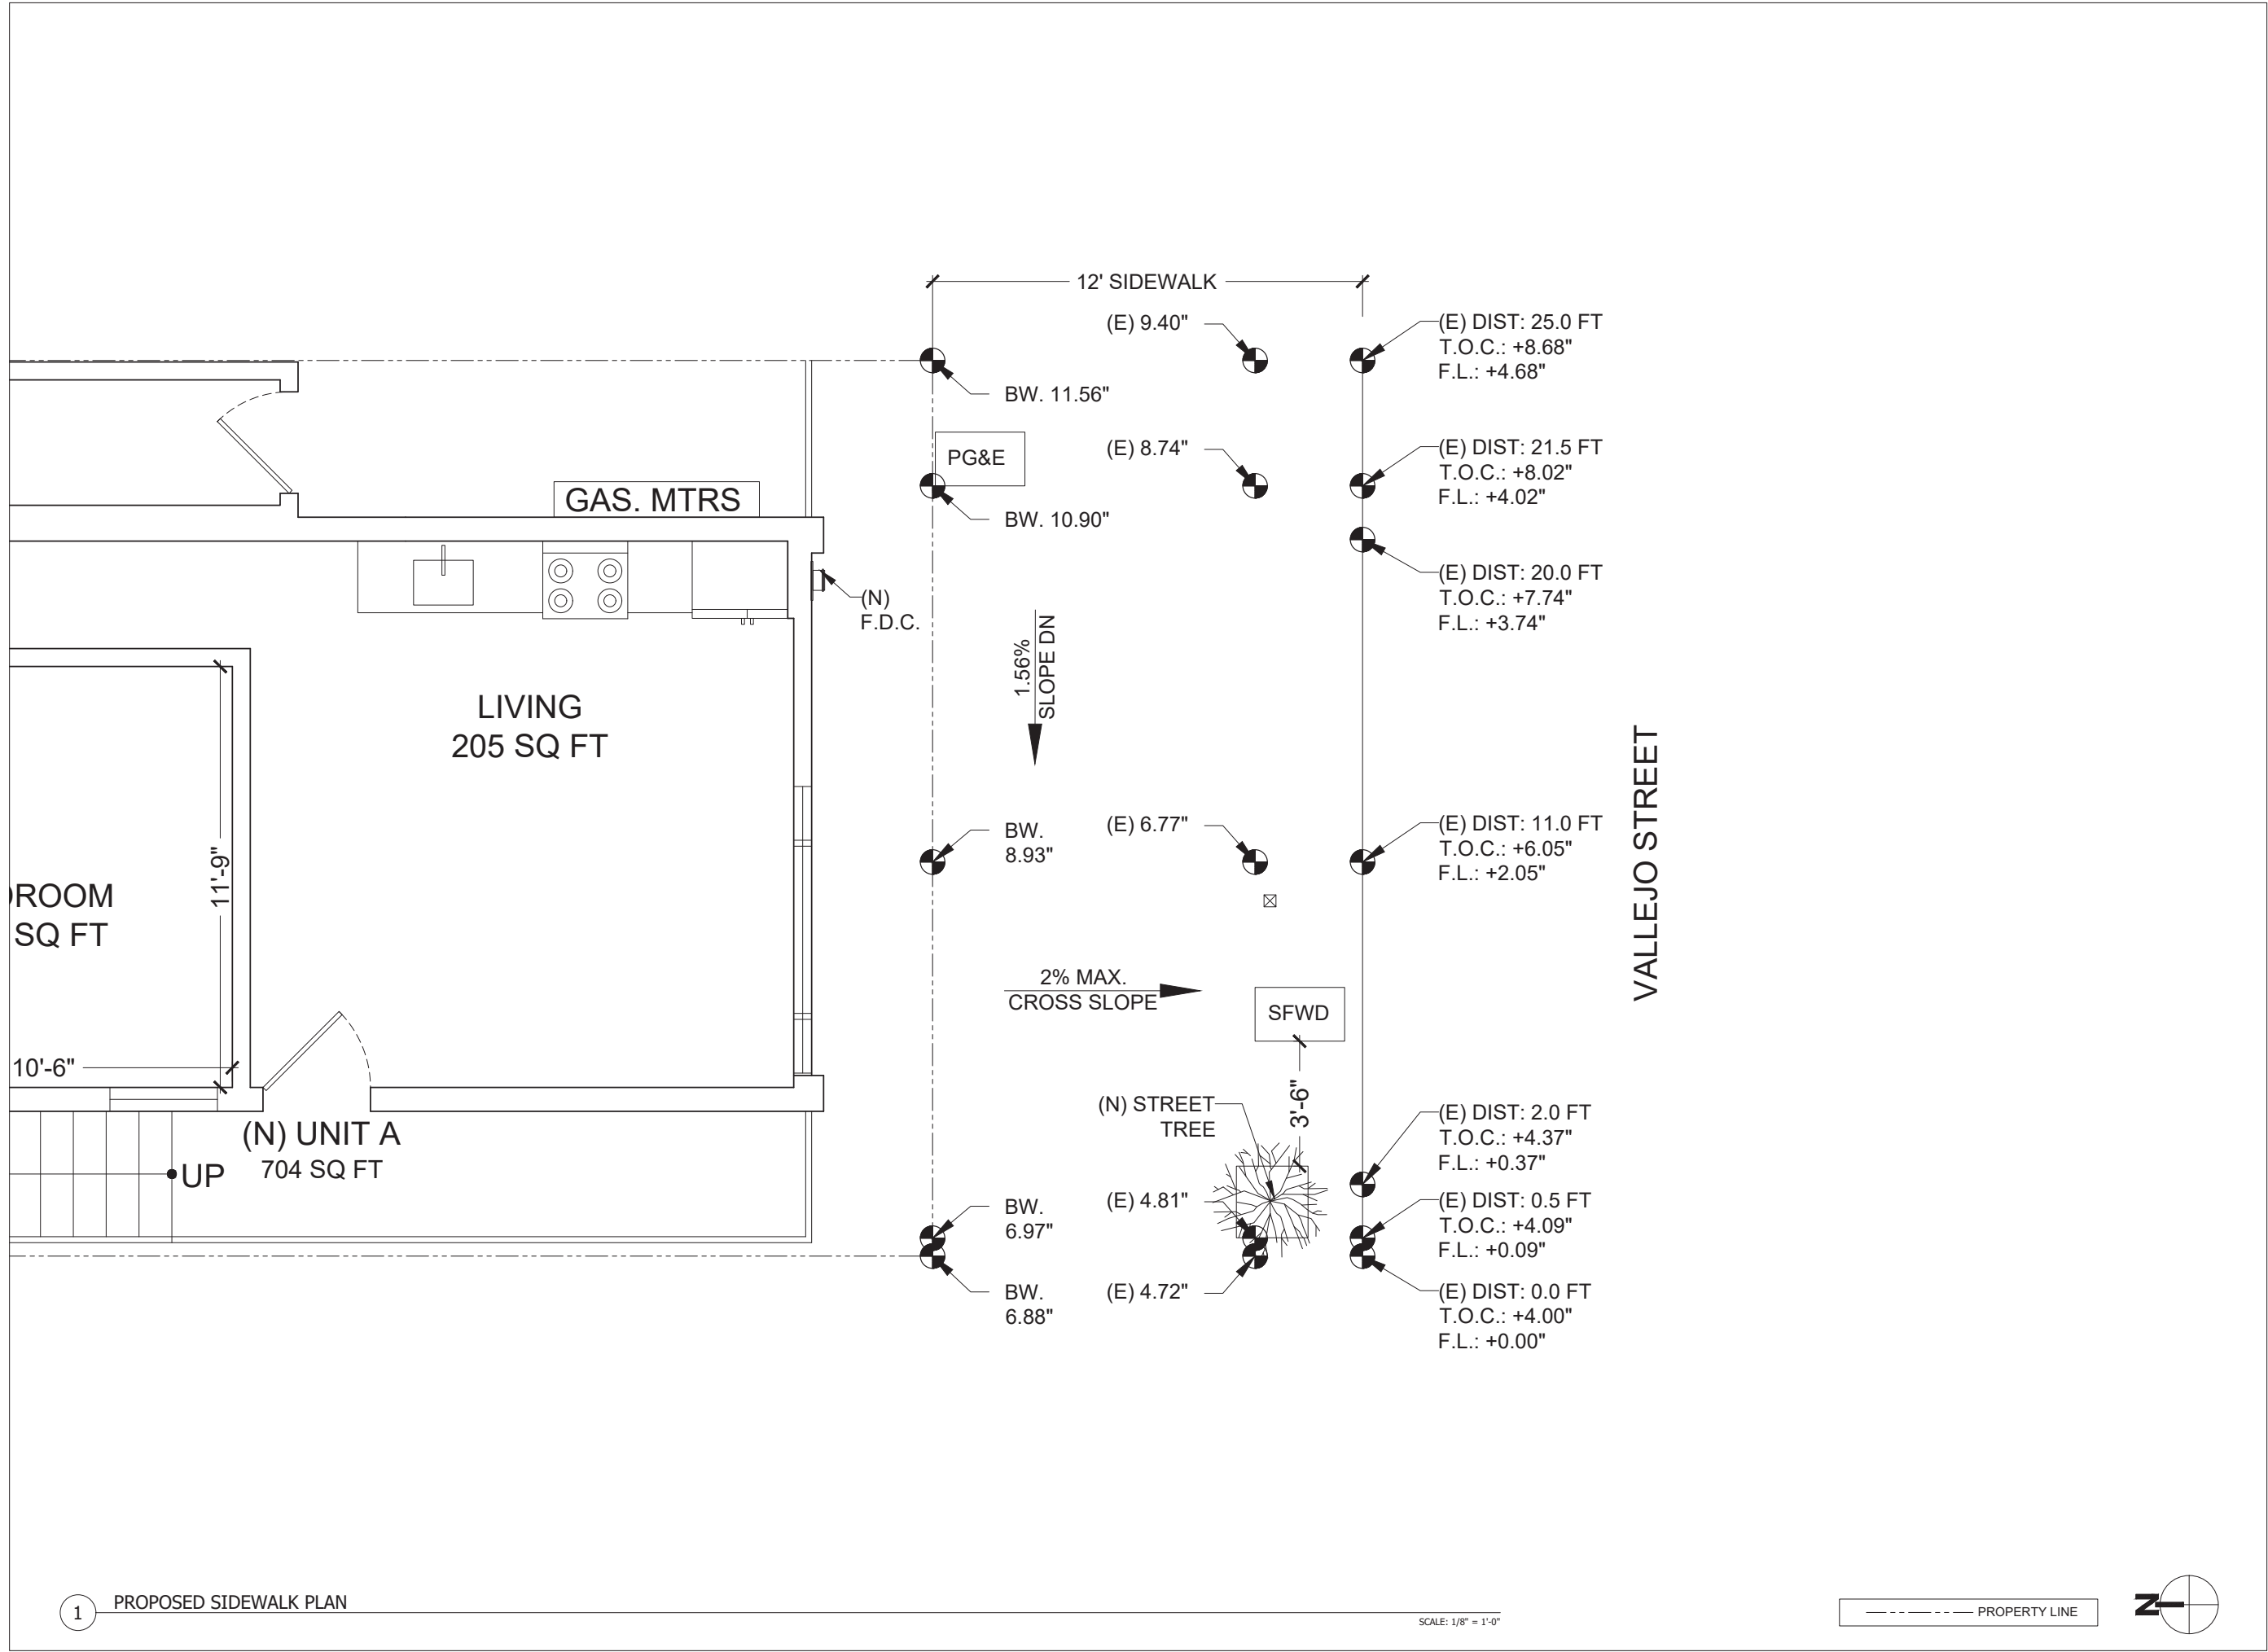 12' SIDEWALK
(E) 9.40"
(E) DIST: 25.0 FT
T.O.C.: +8.68"
F.L.: +4.68"
BW. 11.56"
PG&E
(E) 8.74"
(E) DIST: 21.5 FT
T.O.C.: +8.02"
F.L.: +4.02"
GAS. MTRS
BW. 10.90"
(N)
F.D.C.
(E) DIST: 20.0 FT
T.O.C.: +7.74"
F.L.: +3.74"
1.56%
SLOPE DN
LIVING
205 SQ FT
VALLEJO STREET
BW.
8.93"
(E) 6.77"
(E) DIST: 11.0 FT
T.O.C.: +6.05"
F.L.: +2.05"
11'-9"
ROOM
SQ FT
2% MAX.
CROSS SLOPE
SFWD
10'-6"
3'-6"
(N) STREET
TREE
(E) DIST: 2.0 FT
T.O.C.: +4.37"
F.L.: +0.37"
(N) UNIT A
704 SQ FT
UP
BW.
6.97"
(E) 4.81"
(E) DIST: 0.5 FT
T.O.C.: +4.09"
F.L.: +0.09"
BW.
6.88"
(E) 4.72"
(E) DIST: 0.0 FT
T.O.C.: +4.00"
F.L.: +0.00"
1
PROPOSED SIDEWALK PLAN
SCALE: 1/8" = 1'-0"
PROPERTY LINE
N